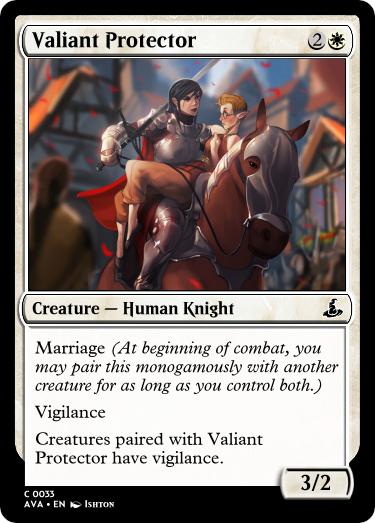 Valiant Protector 2
Creature — Human Knight
Marriage (At beginning of combat, you
may pair this monogamously with another
creature for as long as you control both.)
Vigilance
Creatures paired with Valiant
Protector have vigilance.
3/2
C 0033
AVA • EN Ishton